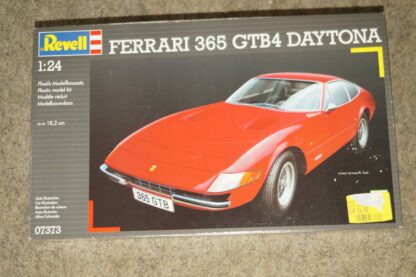 Revell
FERRARI 365 GTB4 DAYTONA
1:24
Plastik-Modellbausatz
Plastic model kit
Modèle réduit
Modelbouwdoos
18,2 cm
365 GTB
07373